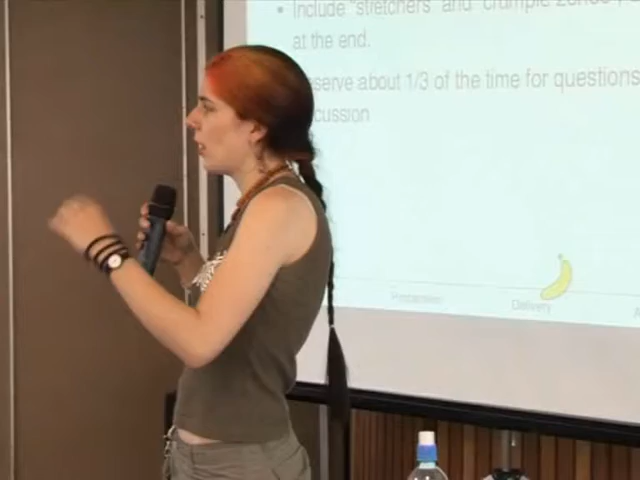 • Include "stretchers" and "crumple zones"
at the end.
serve about 1/3 of the time for questions
cussion
Preparation
Delivery
A